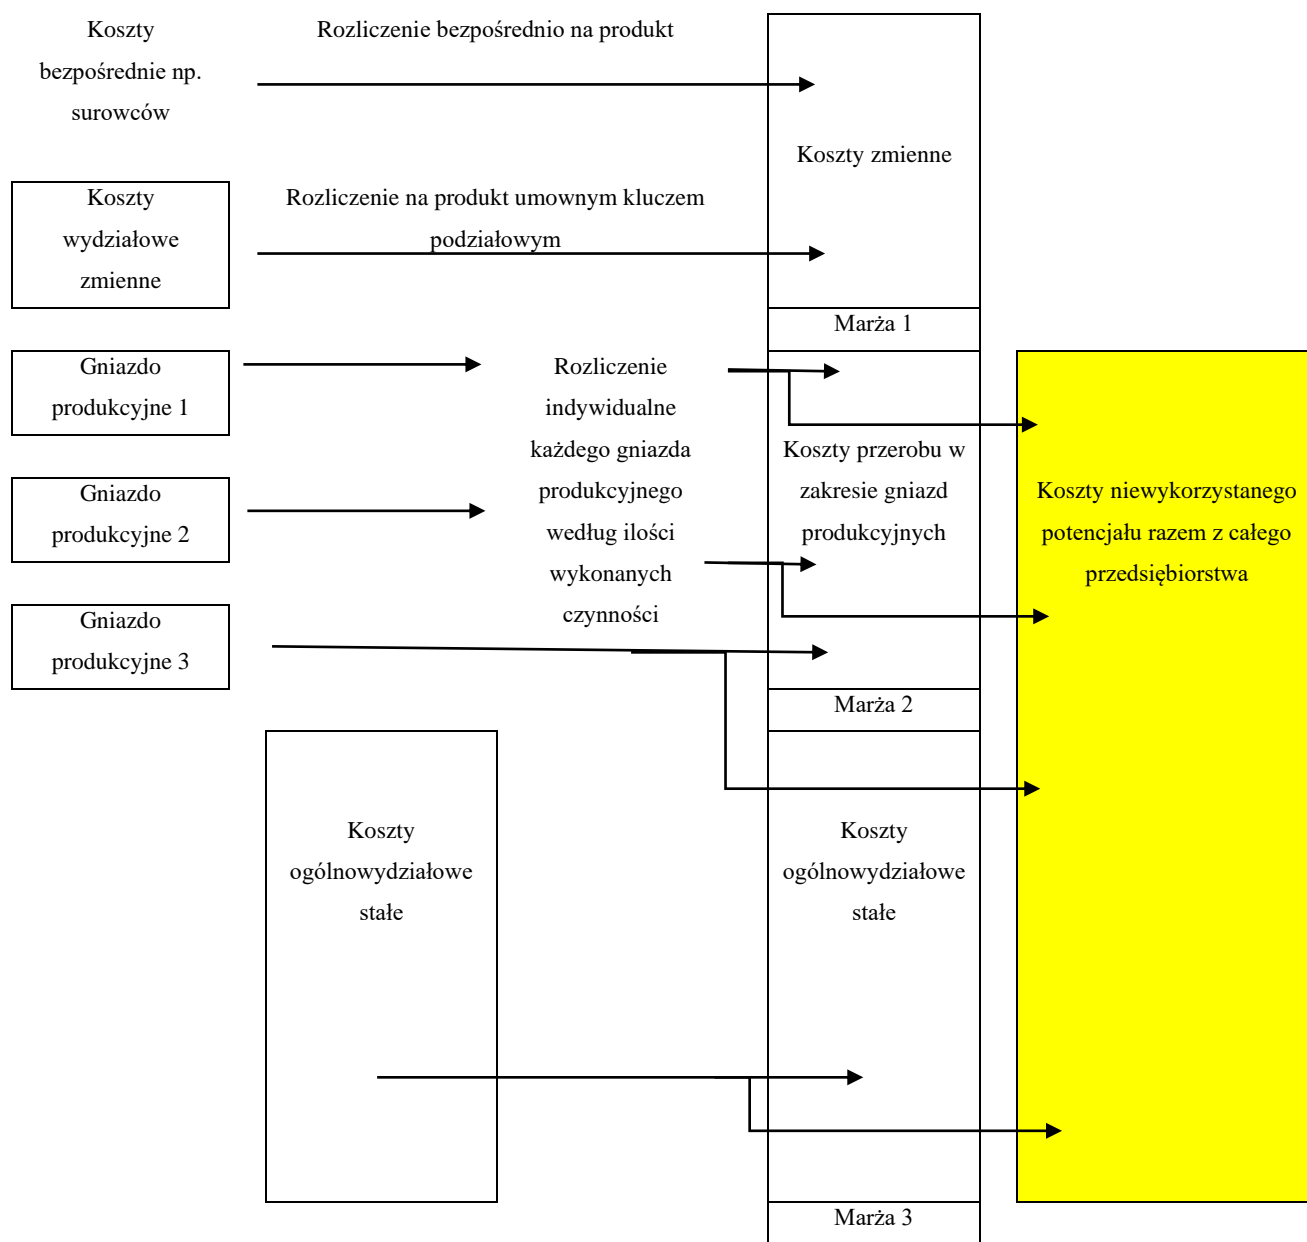 Koszty
bezpośrednie np.
surowców
Rozliczenie bezpośrednio na produkt
Koszty zmienne
Koszty
wydziałowe
zmienne
Rozliczenie na produkt umownym kluczem
podziałowym
Marża 1
Gniazdo
produkcyjne 1
Gniazdo
produkcyjne 2
Gniazdo
produkcyjne 3
Rozliczenie
indywidualne
każdego gniazda
produkcyjnego
według ilości
wykonanych
czynności
Koszty przerobu w
zakresie gniazd
produkcyjnych
Koszty niewykorzystanego
potencjału razem z całego
przedsiębiorstwa
Marża 2
Koszty
ogólnowydziałowe
stałe
Koszty
ogólnowydziałowe
stałe
Marża 3